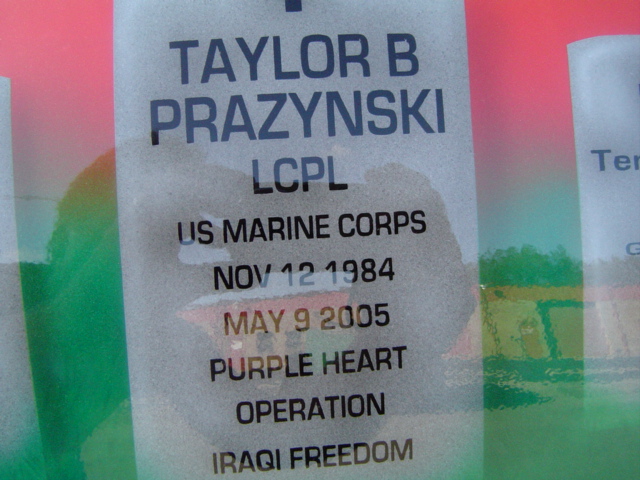 TAYLOR B
PRAZYNSKI
LCPL
US MARINE CORPS
NOV 12 1984
MAY 9 2005
PURPLE HEART
OPERATION
IRAQI FREEDOM